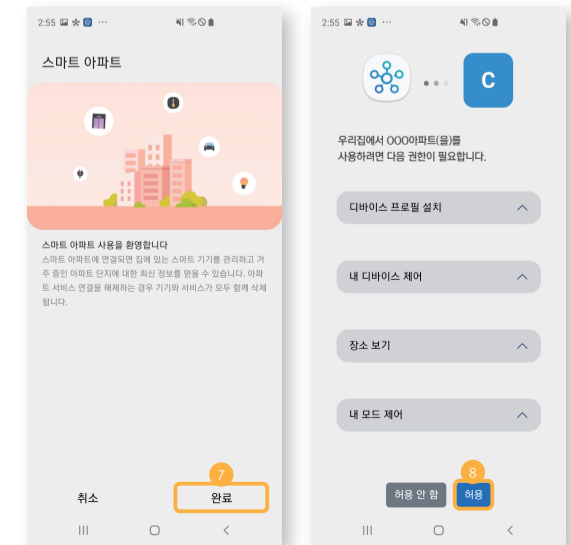 2:55
스마트 아파트
스마트 아파트 사용을 환영합니다
스마트 아파트에 연결되면 집에 있는 스마트 기기를 관리하고 거
주 중인 아파트 단지에 대한 최신 정보를 얻을 수 있습니다. 아파
트 서비스 연결을 해제하는 경우 기기와 서비스가 모두 함께 삭제
됩니다.
7
취소
완료
2:55
C
우리집에서 OOO아파트(을)를
사용하려면 다음 권한이 필요합니다.
디바이스 프로필 설치
내 디바이스 제어
장소 보기
내 모드 제어
8
허용 안 함
허용